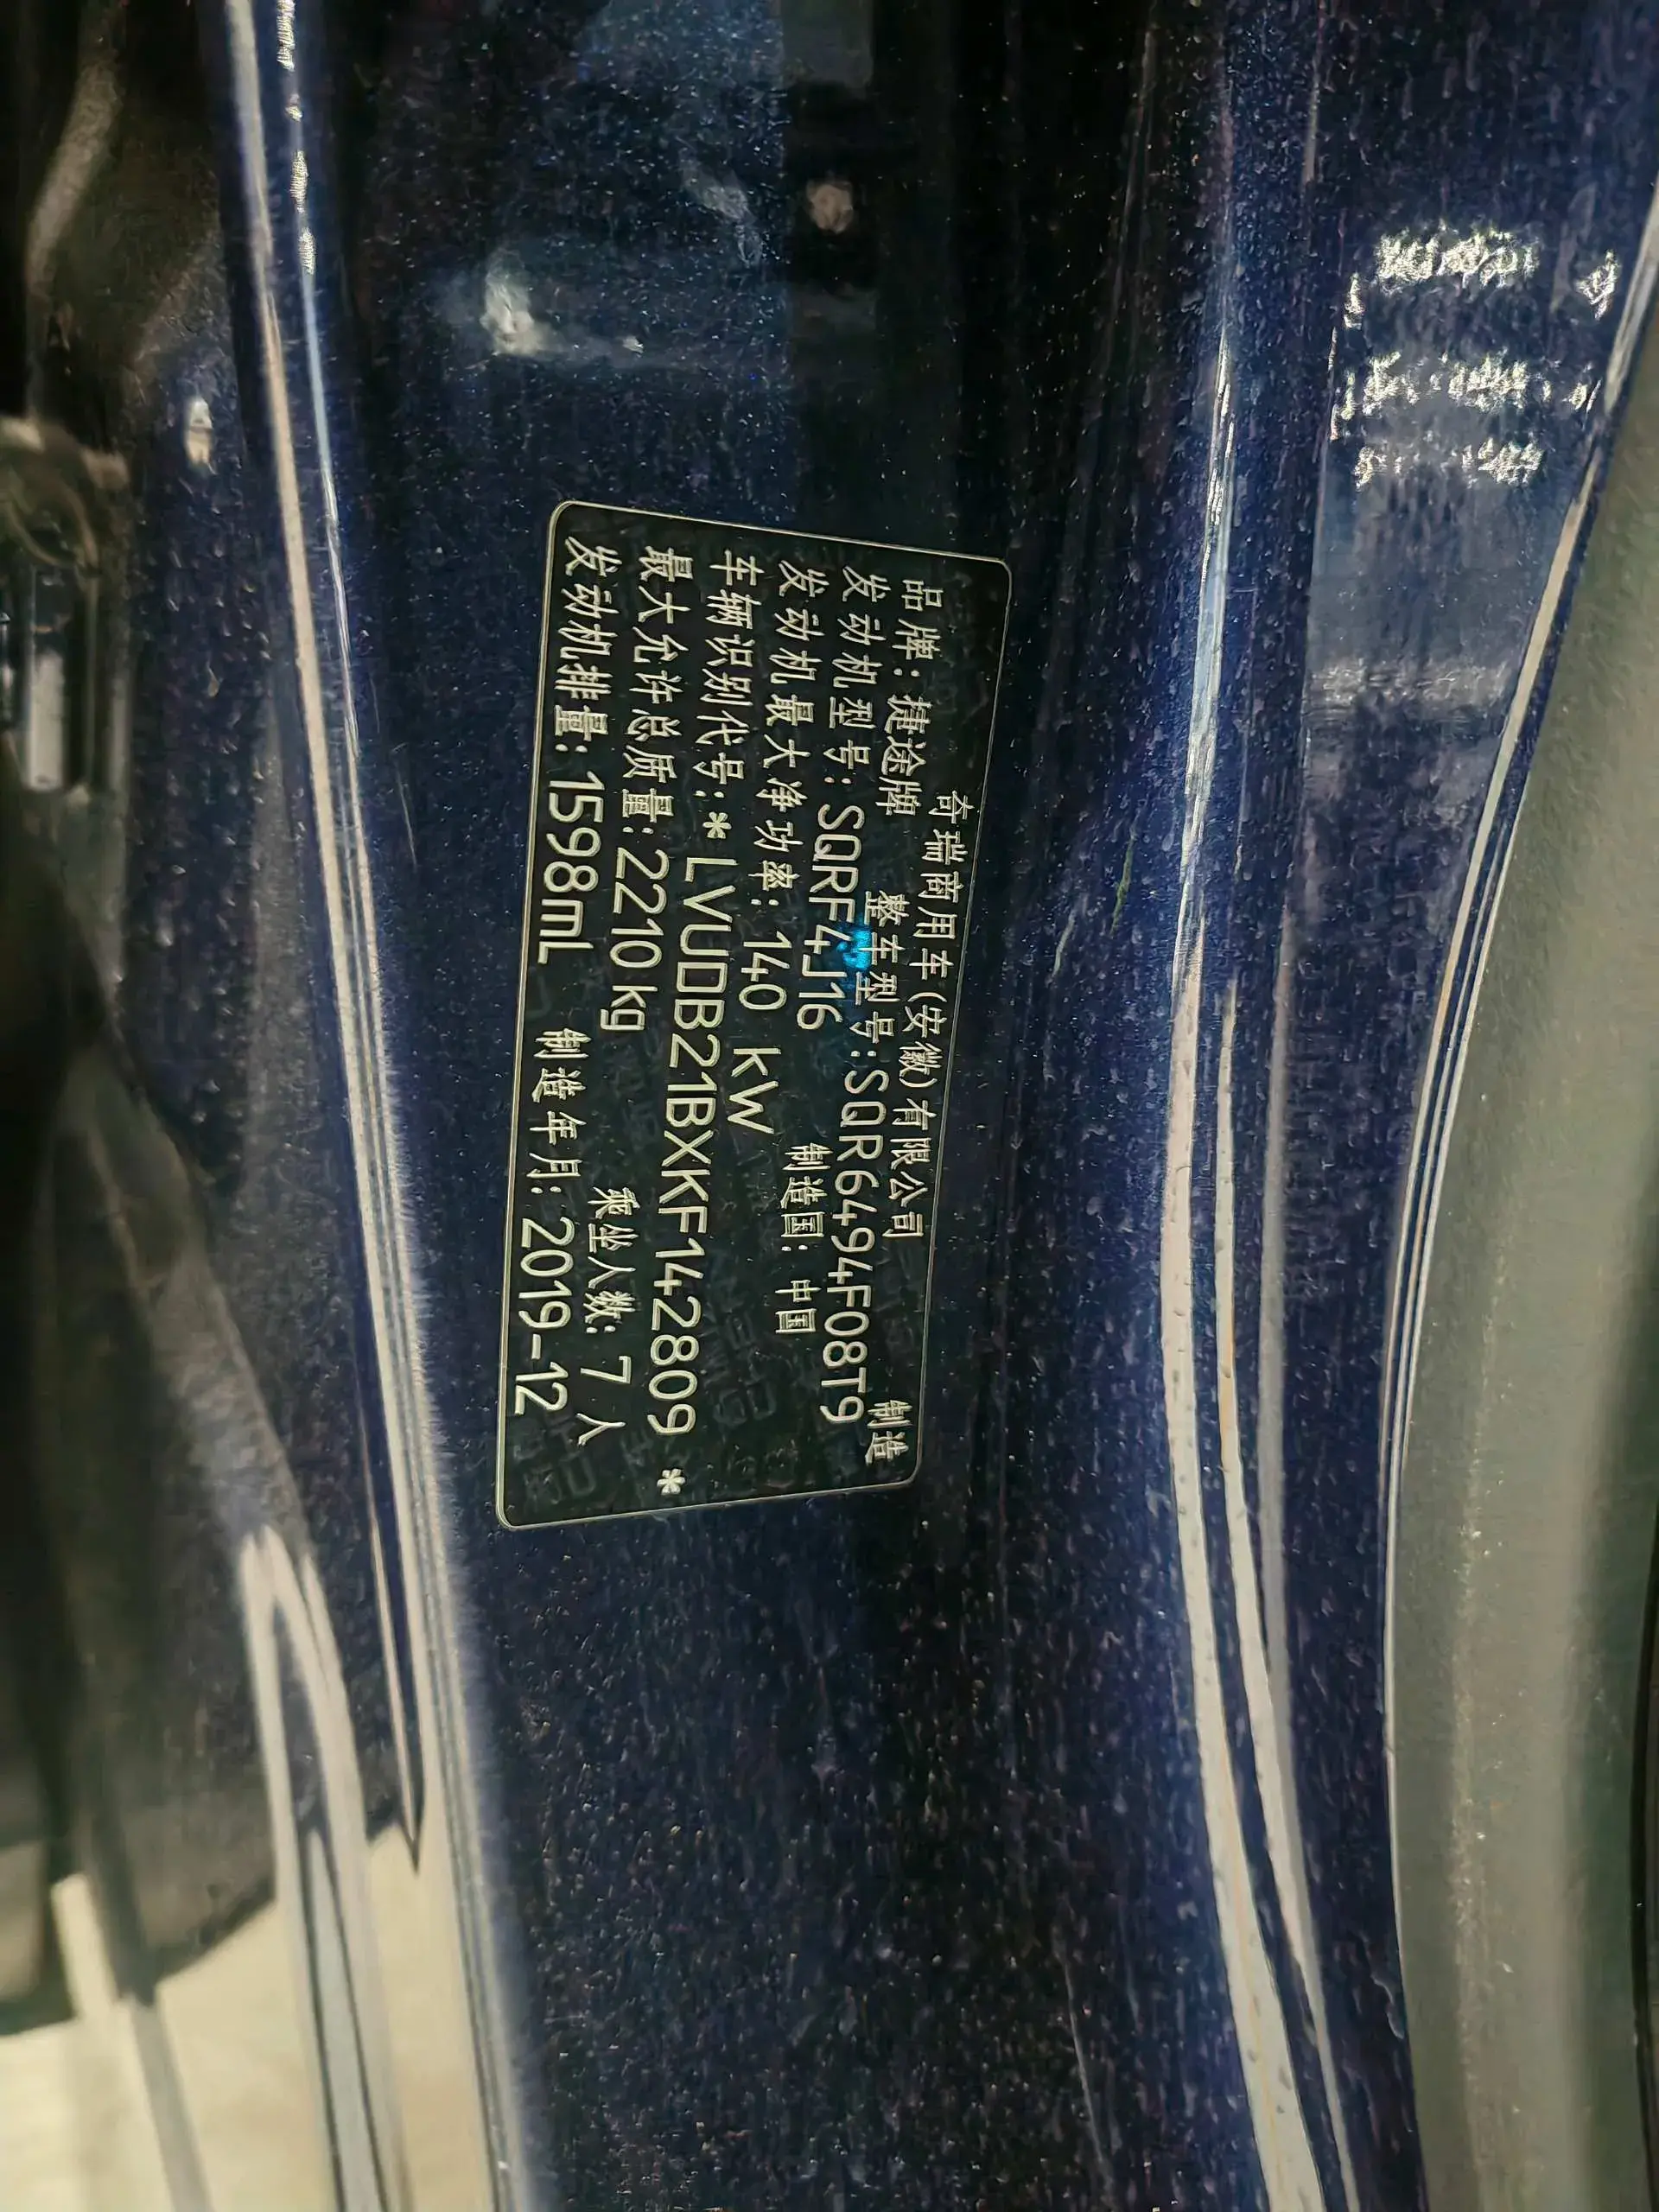 奇瑞商用车(安徽)有限公司 制造
品牌:捷途牌 整车型号:SQR6494F08T9
发动机型号:SQRF4J16 制造国:中国
发动机最大净功率:140 kW
车辆识别代号:*LVUDB21BXKF142809*
最大允许总质量:2210kg 乘坐人数:7人
发动机排量:1598mL 制造年月:2019-12